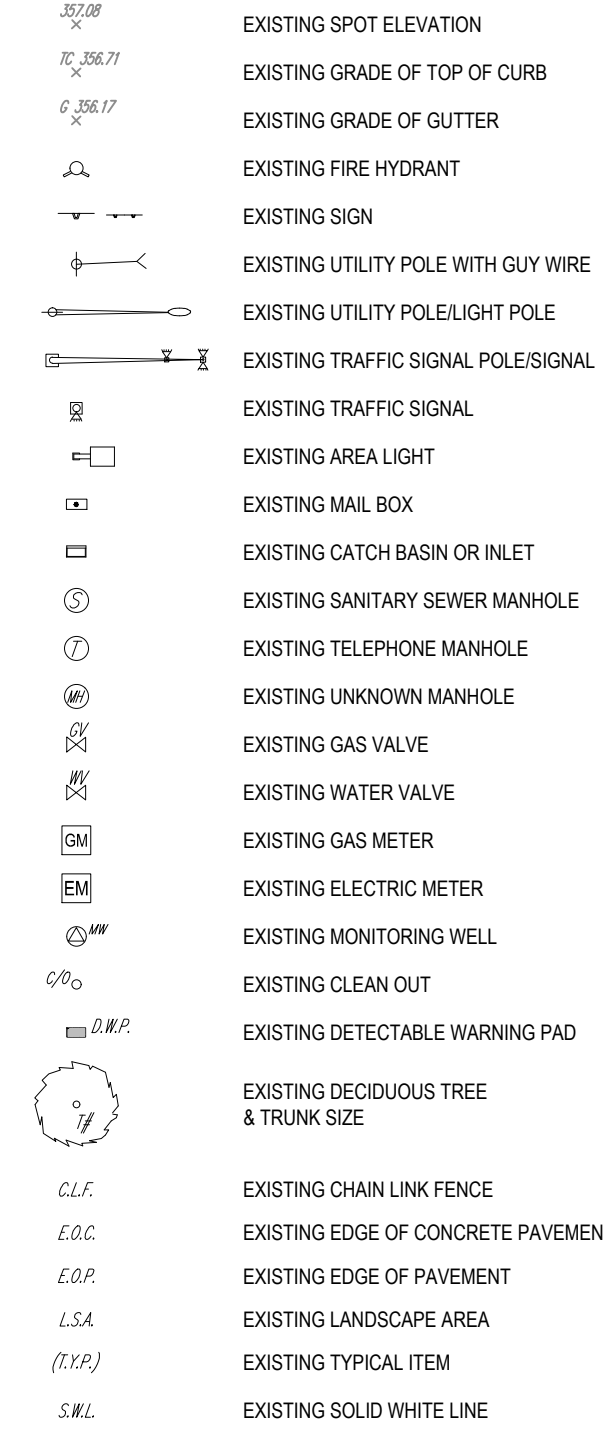 357.08 EXISTING SPOT ELEVATION
TC 356.71 EXISTING GRADE OF TOP OF CURB
G 356.17 EXISTING GRADE OF GUTTER
EXISTING FIRE HYDRANT
EXISTING SIGN
EXISTING UTILITY POLE WITH GUY WIRE
EXISTING UTILITY POLE/LIGHT POLE
EXISTING TRAFFIC SIGNAL POLE/SIGNAL
EXISTING TRAFFIC SIGNAL
EXISTING AREA LIGHT
EXISTING MAIL BOX
EXISTING CATCH BASIN OR INLET
S EXISTING SANITARY SEWER MANHOLE
T EXISTING TELEPHONE MANHOLE
MH EXISTING UNKNOWN MANHOLE
GV EXISTING GAS VALVE
WV EXISTING WATER VALVE
GM EXISTING GAS METER
EM EXISTING ELECTRIC METER
MW EXISTING MONITORING WELL
C/O EXISTING CLEAN OUT
D.W.P. EXISTING DETECTABLE WARNING PAD
EXISTING DECIDUOUS TREE
T# & TRUNK SIZE
C.L.F. EXISTING CHAIN LINK FENCE
E.O.C. EXISTING EDGE OF CONCRETE PAVEMEN
E.O.P. EXISTING EDGE OF PAVEMENT
L.S.A. EXISTING LANDSCAPE AREA
(T.Y.P.) EXISTING TYPICAL ITEM
S.W.L. EXISTING SOLID WHITE LINE